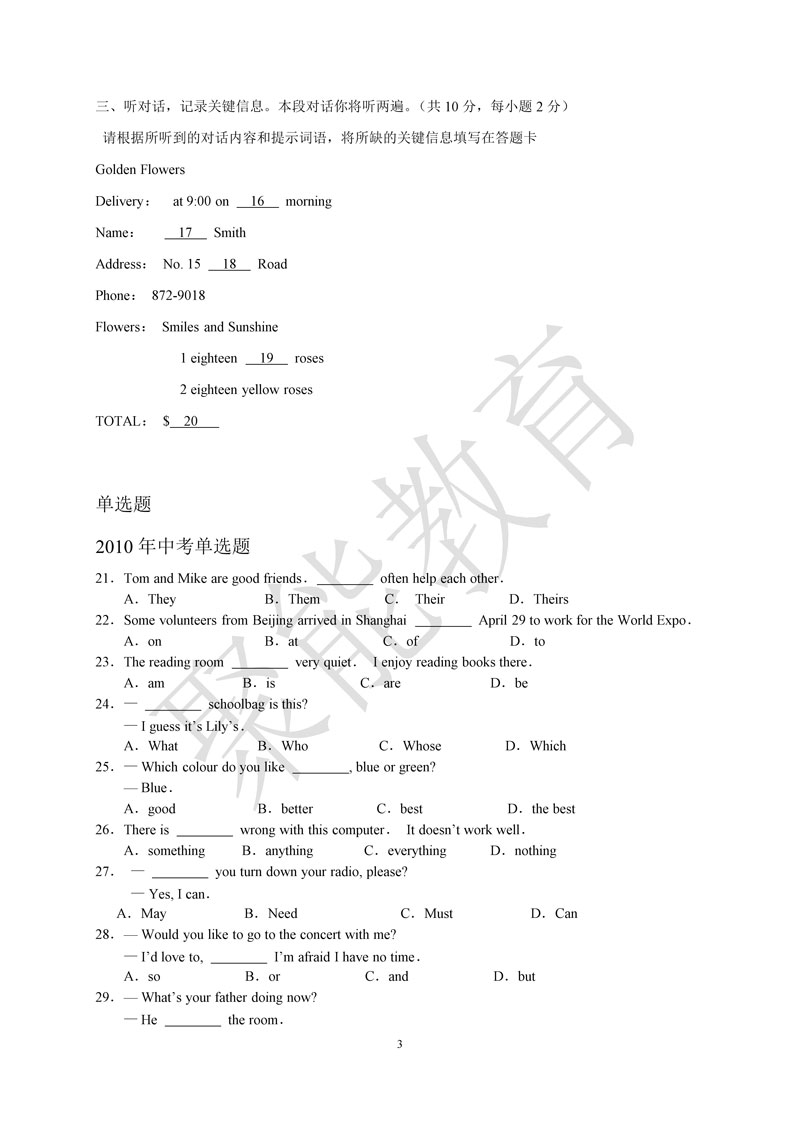 三、听对话，记录关键信息。本段对话你将听两遍。（共 10 分，每小题 2 分）
请根据所听到的对话内容和提示词语，将所缺的关键信息填写在答题卡
Golden Flowers
Delivery： at 9:00 on __16__ morning
Name： __17__ Smith
Address： No. 15 __18__ Road
Phone： 872-9018
Flowers： Smiles and Sunshine
1 eighteen __19__ roses
2 eighteen yellow roses
TOTAL： $__20___
单选题
2010 年中考单选题
21．Tom and Mike are good friends．________ often help each other．
A．They B．Them C． Their D．Theirs
22．Some volunteers from Beijing arrived in Shanghai ________ April 29 to work for the World Expo．
A．on B．at C．of D．to
23．The reading room ________ very quiet． I enjoy reading books there．
A．am B．is C．are D．be
24．— ________ schoolbag is this?
— I guess it’s Lily’s．
A．What B．Who C．Whose D．Which
25．— Which colour do you like ________, blue or green?
— Blue．
A．good B．better C．best D．the best
26．There is ________ wrong with this computer． It doesn’t work well．
A．something B．anything C．everything D．nothing
27． — ________ you turn down your radio, please?
— Yes, I can．
A．May B．Need C．Must D．Can
28．— Would you like to go to the concert with me?
— I’d love to, ________ I’m afraid I have no time．
A．so B．or C．and D．but
29．— What’s your father doing now?
— He ________ the room．
3
聚能教育